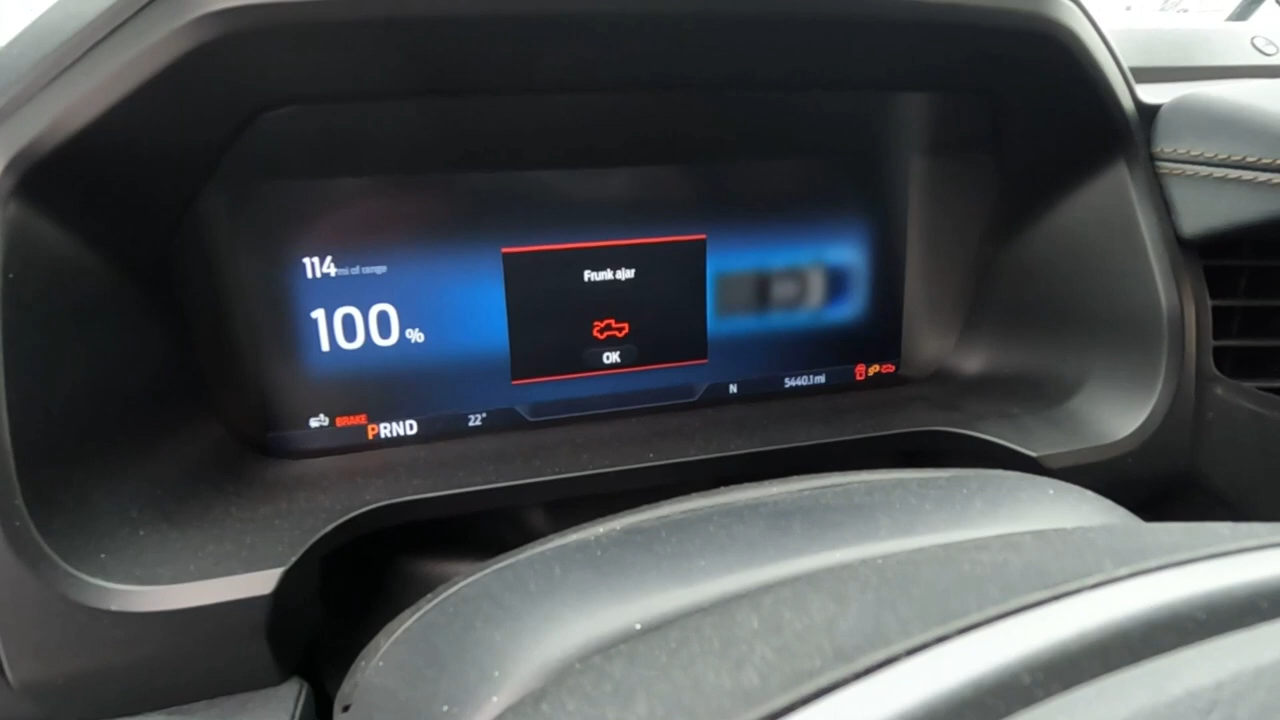 114 mi of range
100 %
Frunk ajar
OK
BRAKE
PRND
22°
N
5440.1 mi